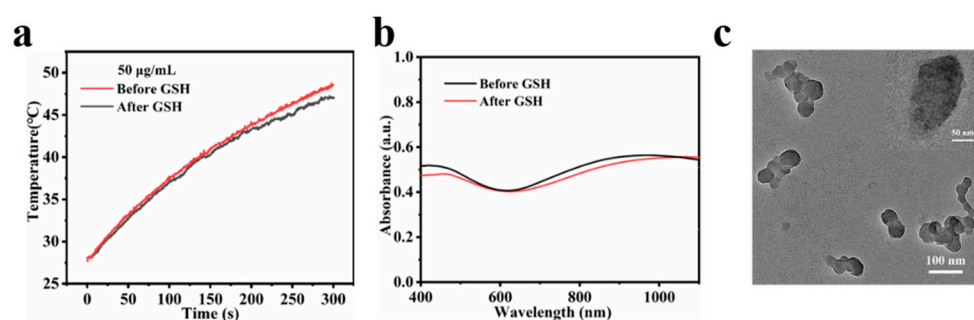 a
50 μg/mL
Before GSH
After GSH
Temperature(°C)
50
45
40
35
30
25
0
50
100
150
200
250
300
Time (s)
b
Before GSH
After GSH
Absorbance (a.u.)
1.0
0.8
0.6
0.4
0.2
0.0
400
600
800
1000
Wavelength (nm)
c
50 nm
100 nm